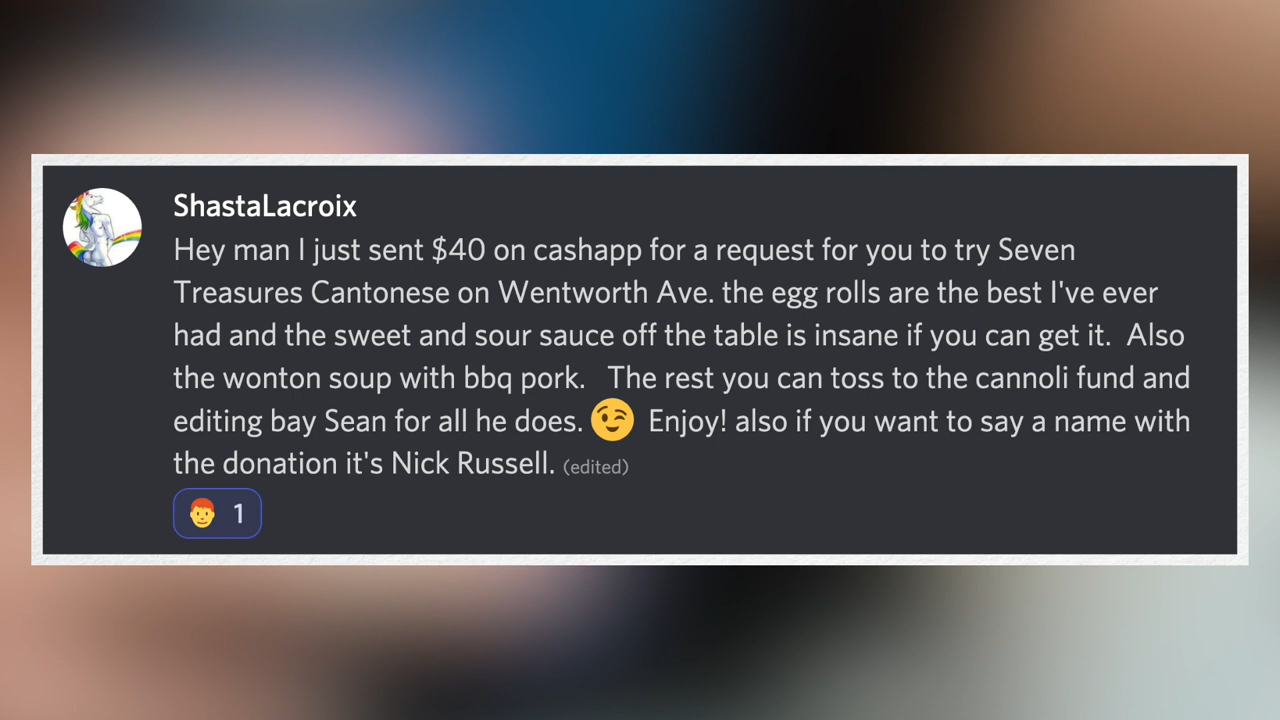 ShastaLacroix
Hey man I just sent $40 on cashapp for a request for you to try Seven
Treasures Cantonese on Wentworth Ave. the egg rolls are the best I've ever
had and the sweet and sour sauce off the table is insane if you can get it.  Also
the wonton soup with bbq pork.   The rest you can toss to the cannoli fund and
editing bay Sean for all he does. 😉 Enjoy! also if you want to say a name with
the donation it's Nick Russell. (edited)
1